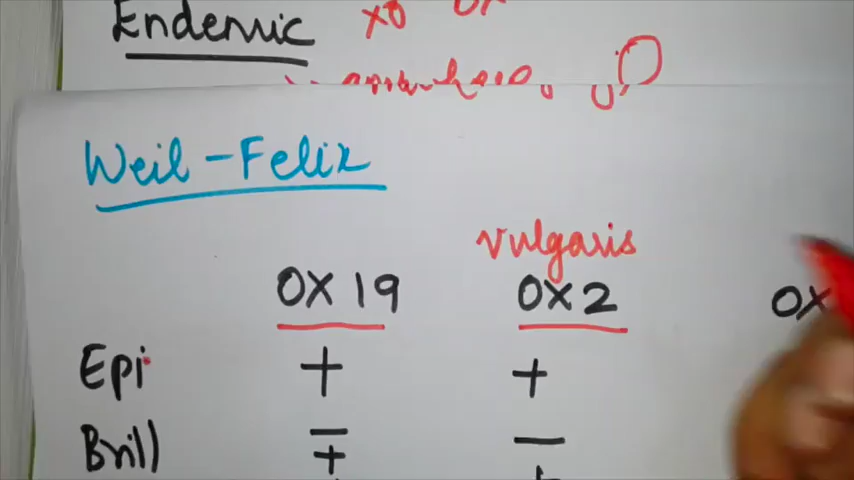 Endemic
Weil-Felix
Vulgaris
OX 19 OX 2 OX
Epi + +
Brill - -
+